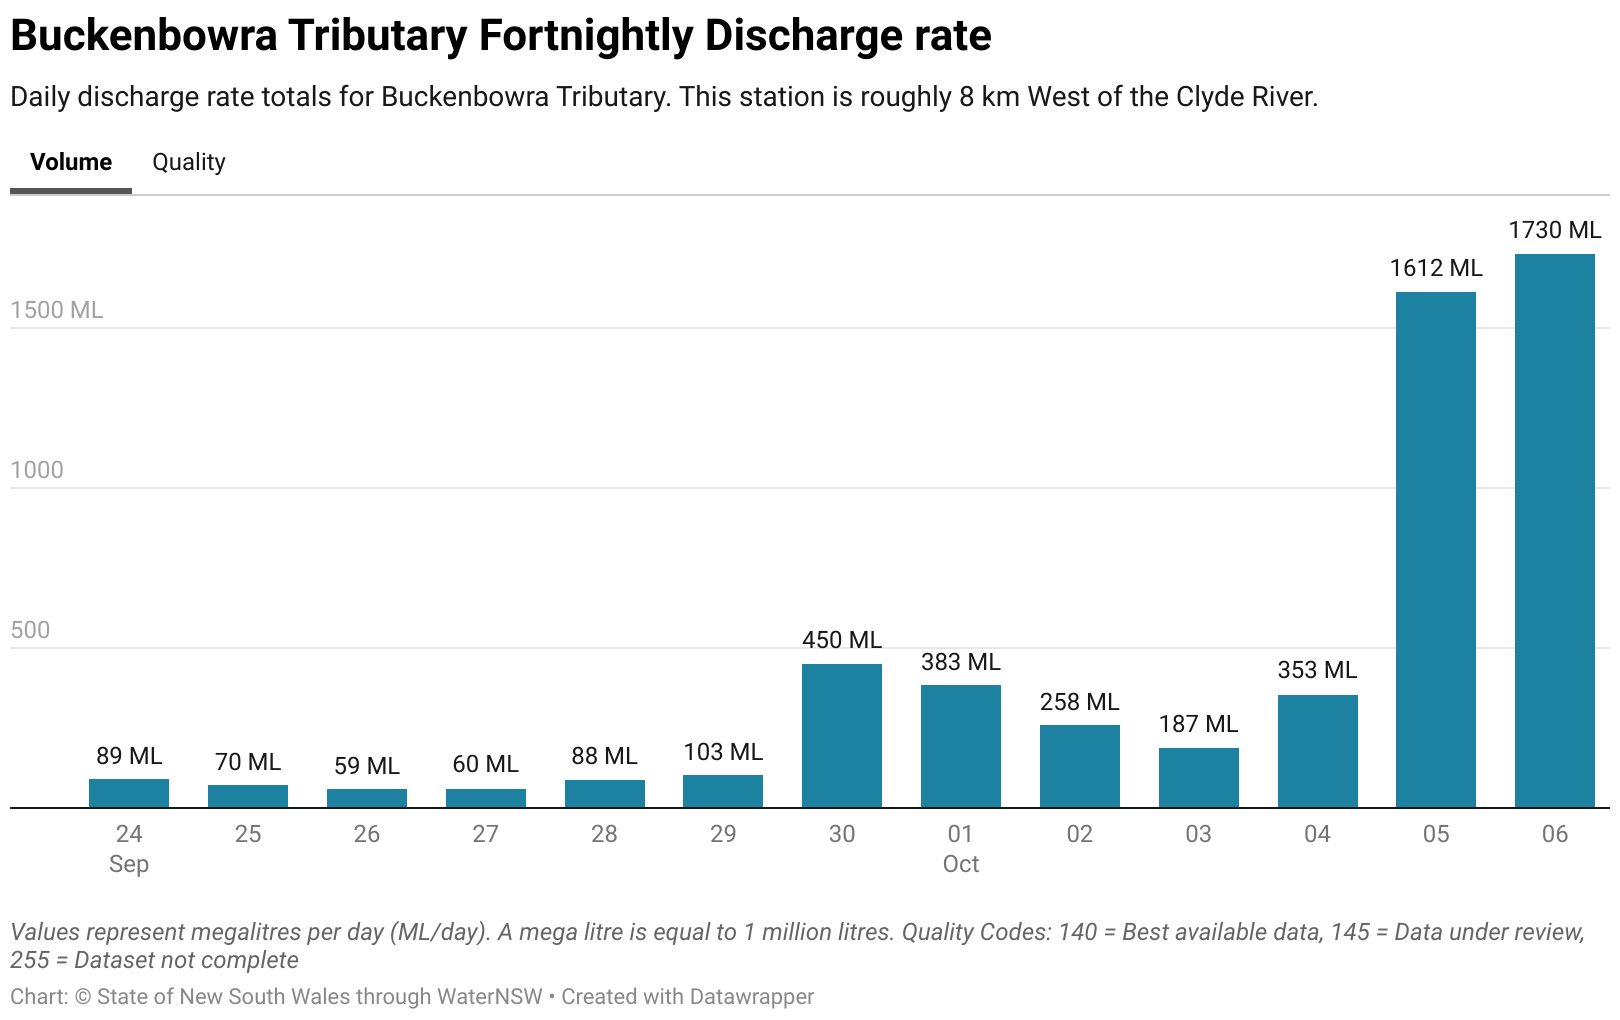 Buckenbowra Tributary Fortnightly Discharge rate
Daily discharge rate totals for Buckenbowra Tributary. This station is roughly 8 km West of the Clyde River.
Volume Quality
1730 ML
1612 ML
1500 ML
1000
500
450 ML
383 ML
353 ML
258 ML
187 ML
103 ML
89 ML
70 ML
59 ML
60 ML
88 ML
24 25 26 27 28 29 30 01 02 03 04 05 06
Sep Oct
Values represent megalitres per day (ML/day). A mega litre is equal to 1 million litres. Quality Codes: 140 = Best available data, 145 = Data under review,
255 = Dataset not complete
Chart: © State of New South Wales through WaterNSW • Created with Datawrapper